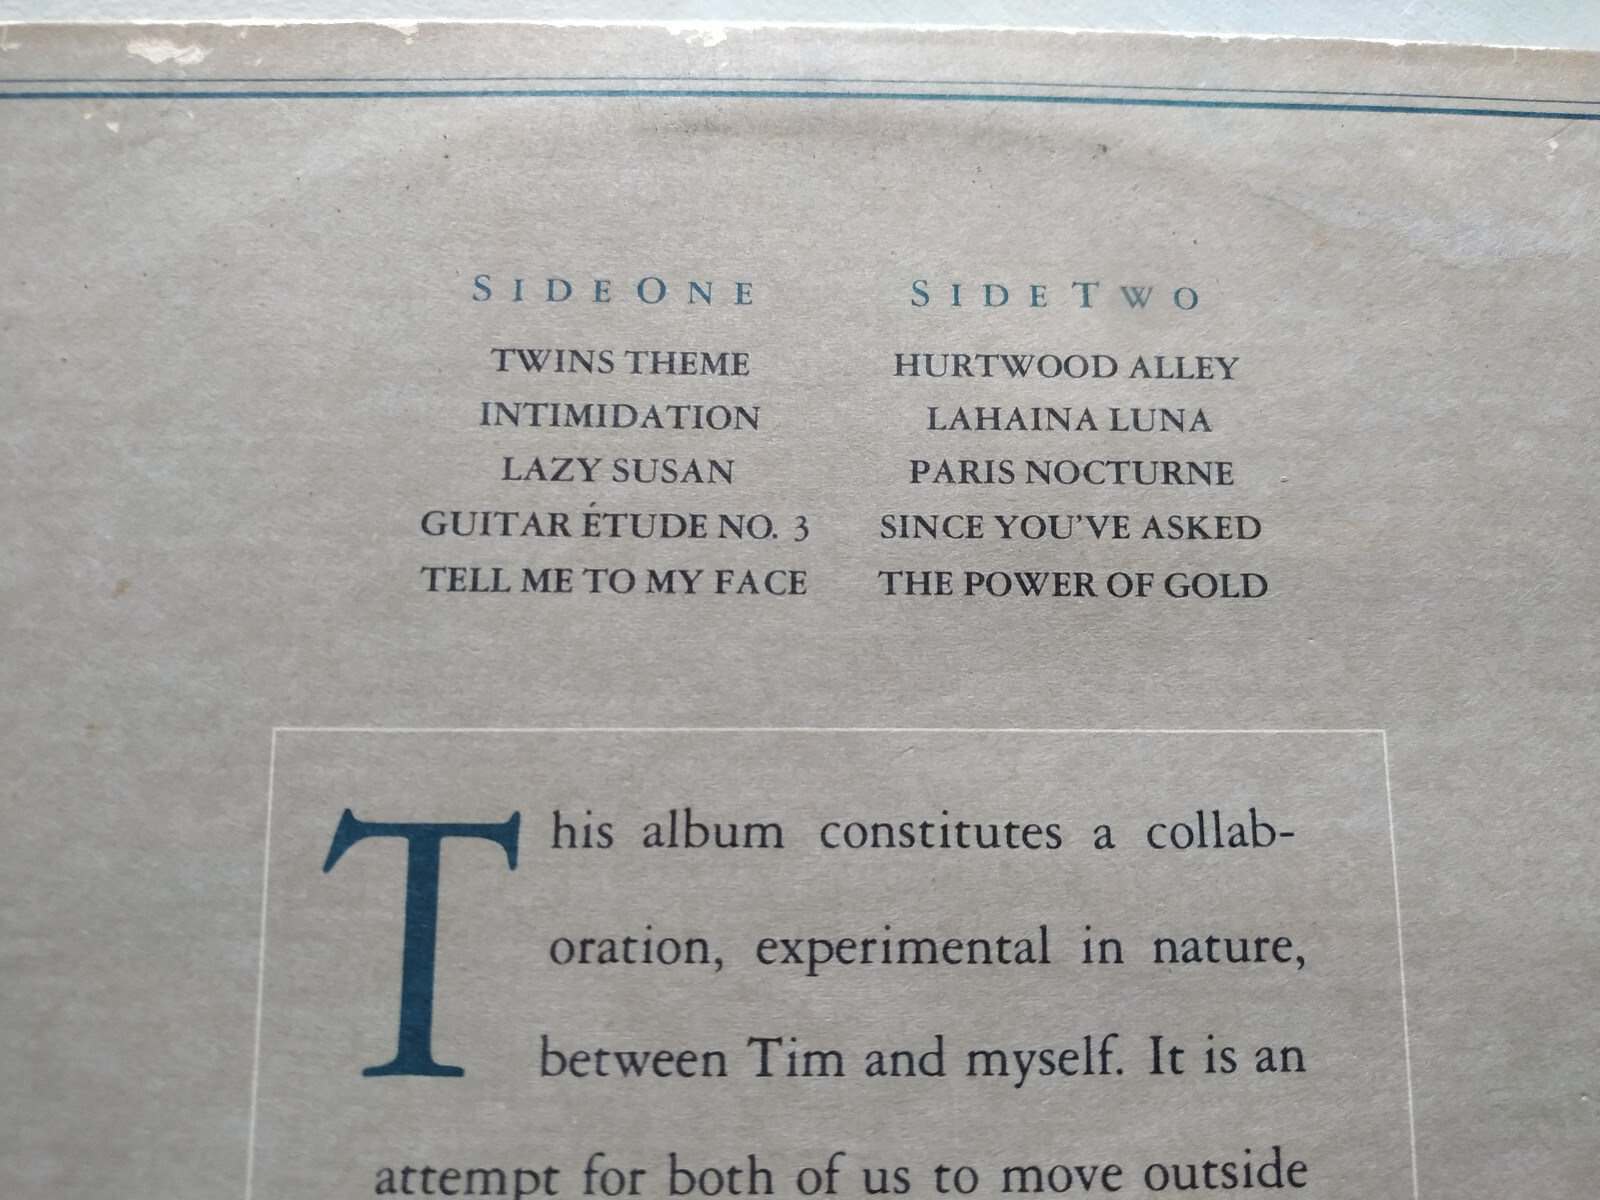 SIDE ONE
TWINS THEME
INTIMIDATION
LAZY SUSAN
GUITAR ÉTUDE NO. 3
TELL ME TO MY FACE
SIDE TWO
HURTWOOD ALLEY
LAHAINA LUNA
PARIS NOCTURNE
SINCE YOU'VE ASKED
THE POWER OF GOLD
This album constitutes a collab-
oration, experimental in nature,
between Tim and myself. It is an
attempt for both of us to move outside